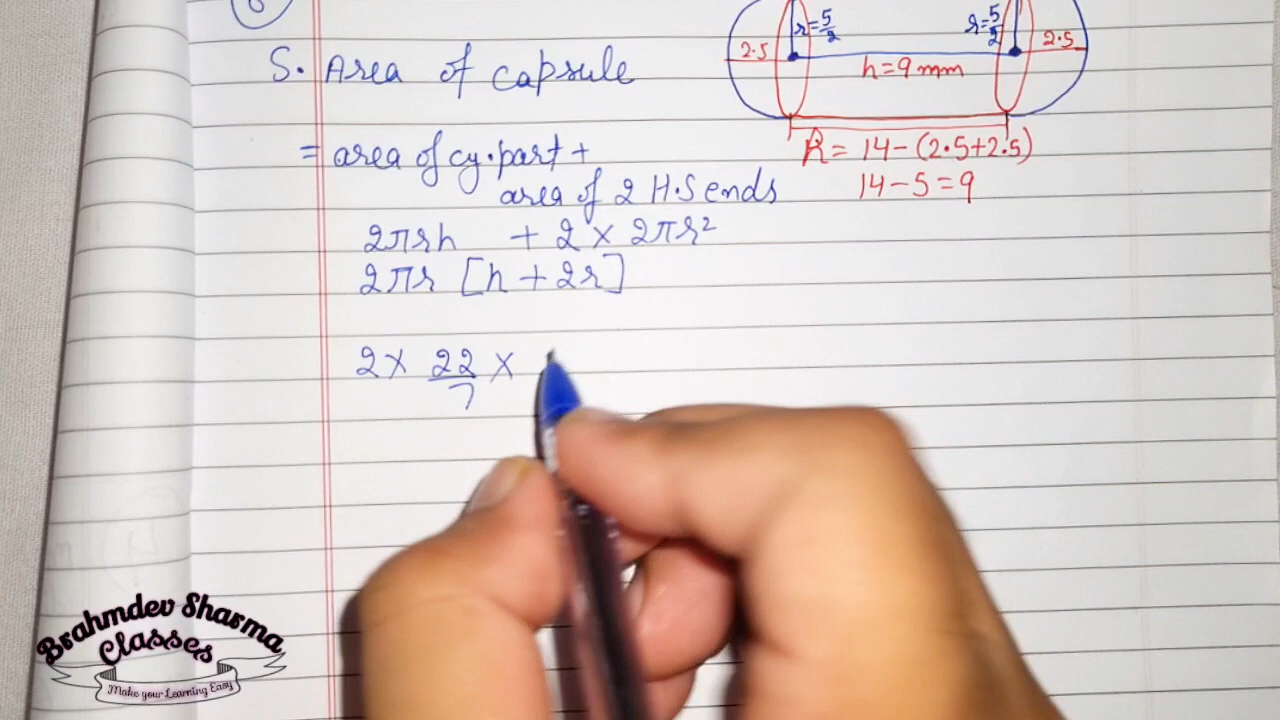 6
S. Area of capsule
= area of cy. part +
area of 2 H.S ends
2πrh + 2 × 2πr²
2πr [h + 2r]
2 × 22/7 ×
r=5/2
r=5/2
2.5
2.5
h=9 mm
h= 14-(2.5+2.5)
14-5=9
Brahmdev Sharma
Classes
Make your Learning Easy